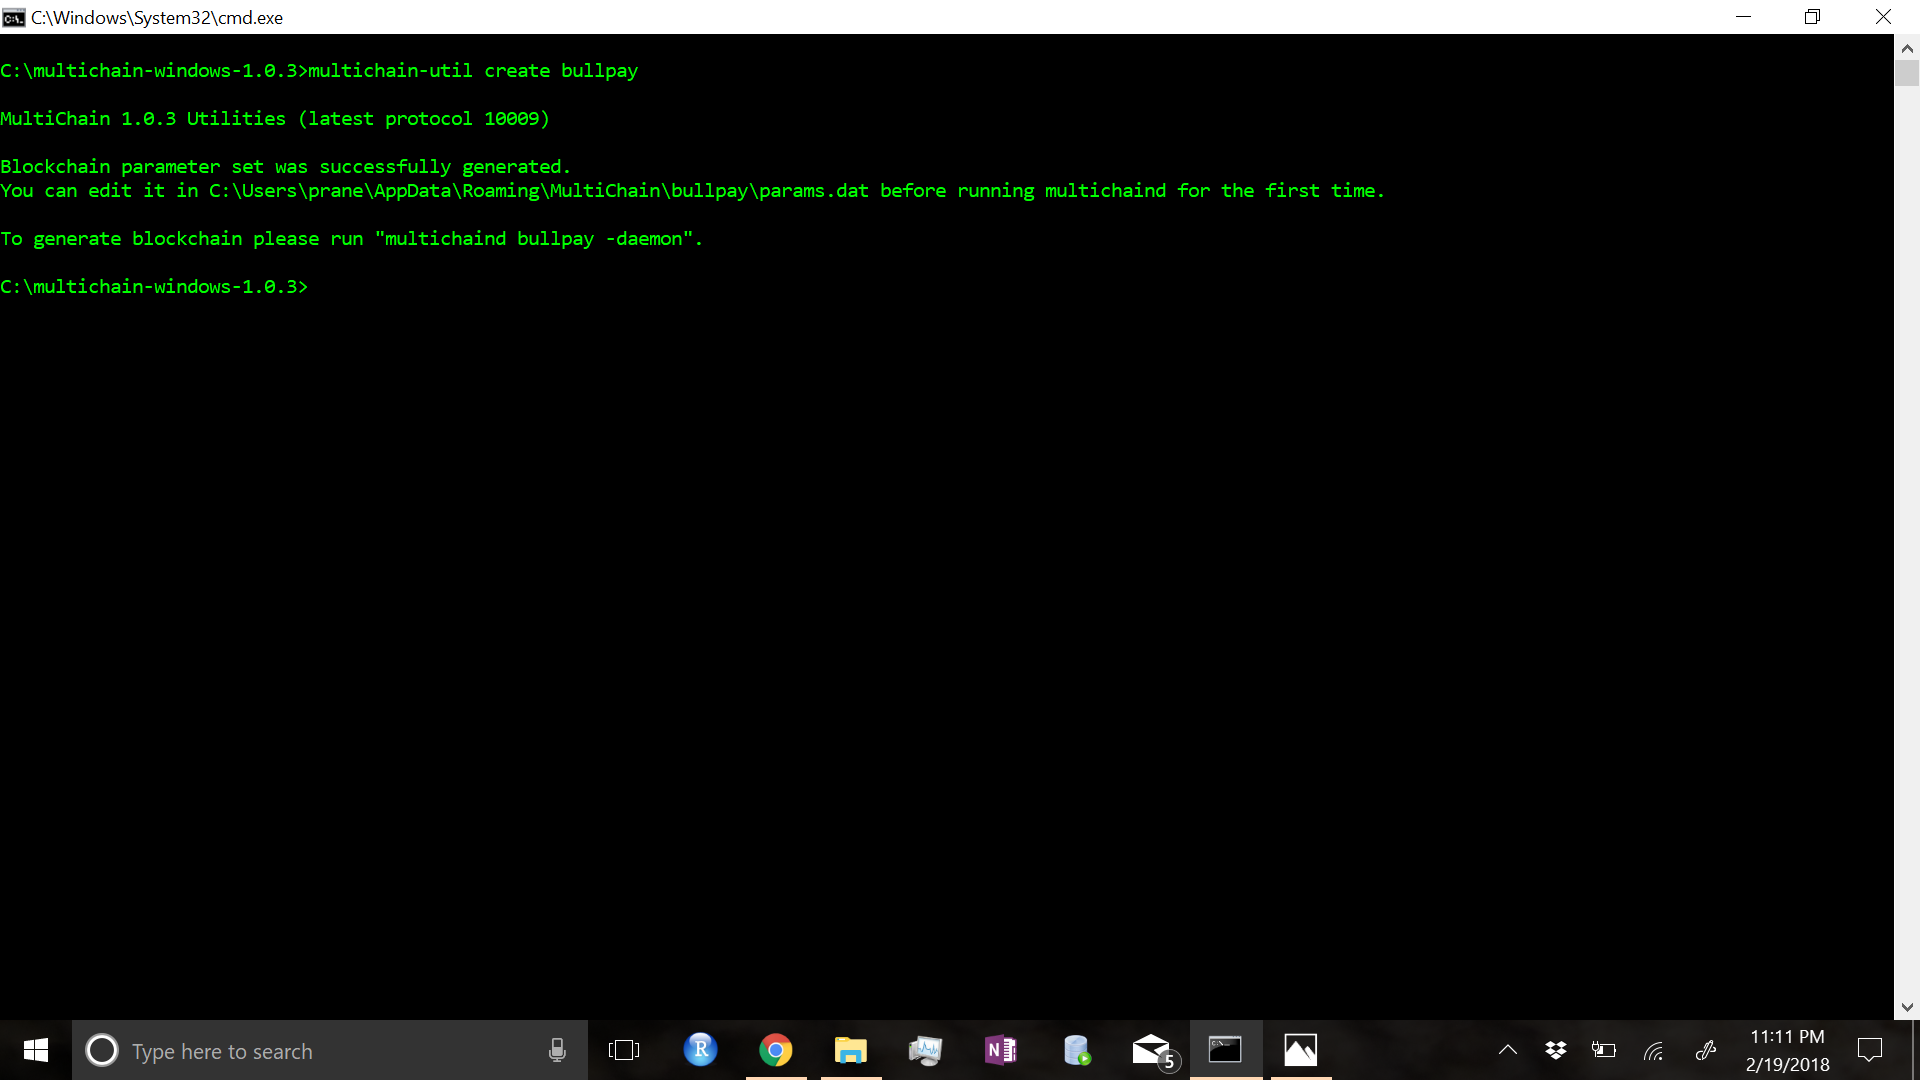 C:\Windows\System32\cmd.exe
C:\multichain-windows-1.0.3>multichain-util create bullpay
MultiChain 1.0.3 Utilities (latest protocol 10009)
Blockchain parameter set was successfully generated.
You can edit it in C:\Users\prane\AppData\Roaming\MultiChain\bullpay\params.dat before running multichaind for the first time.
To generate blockchain please run "multichaind bullpay -daemon".
C:\multichain-windows-1.0.3>
Type here to search
R
N
5
11:11 PM
2/19/2018